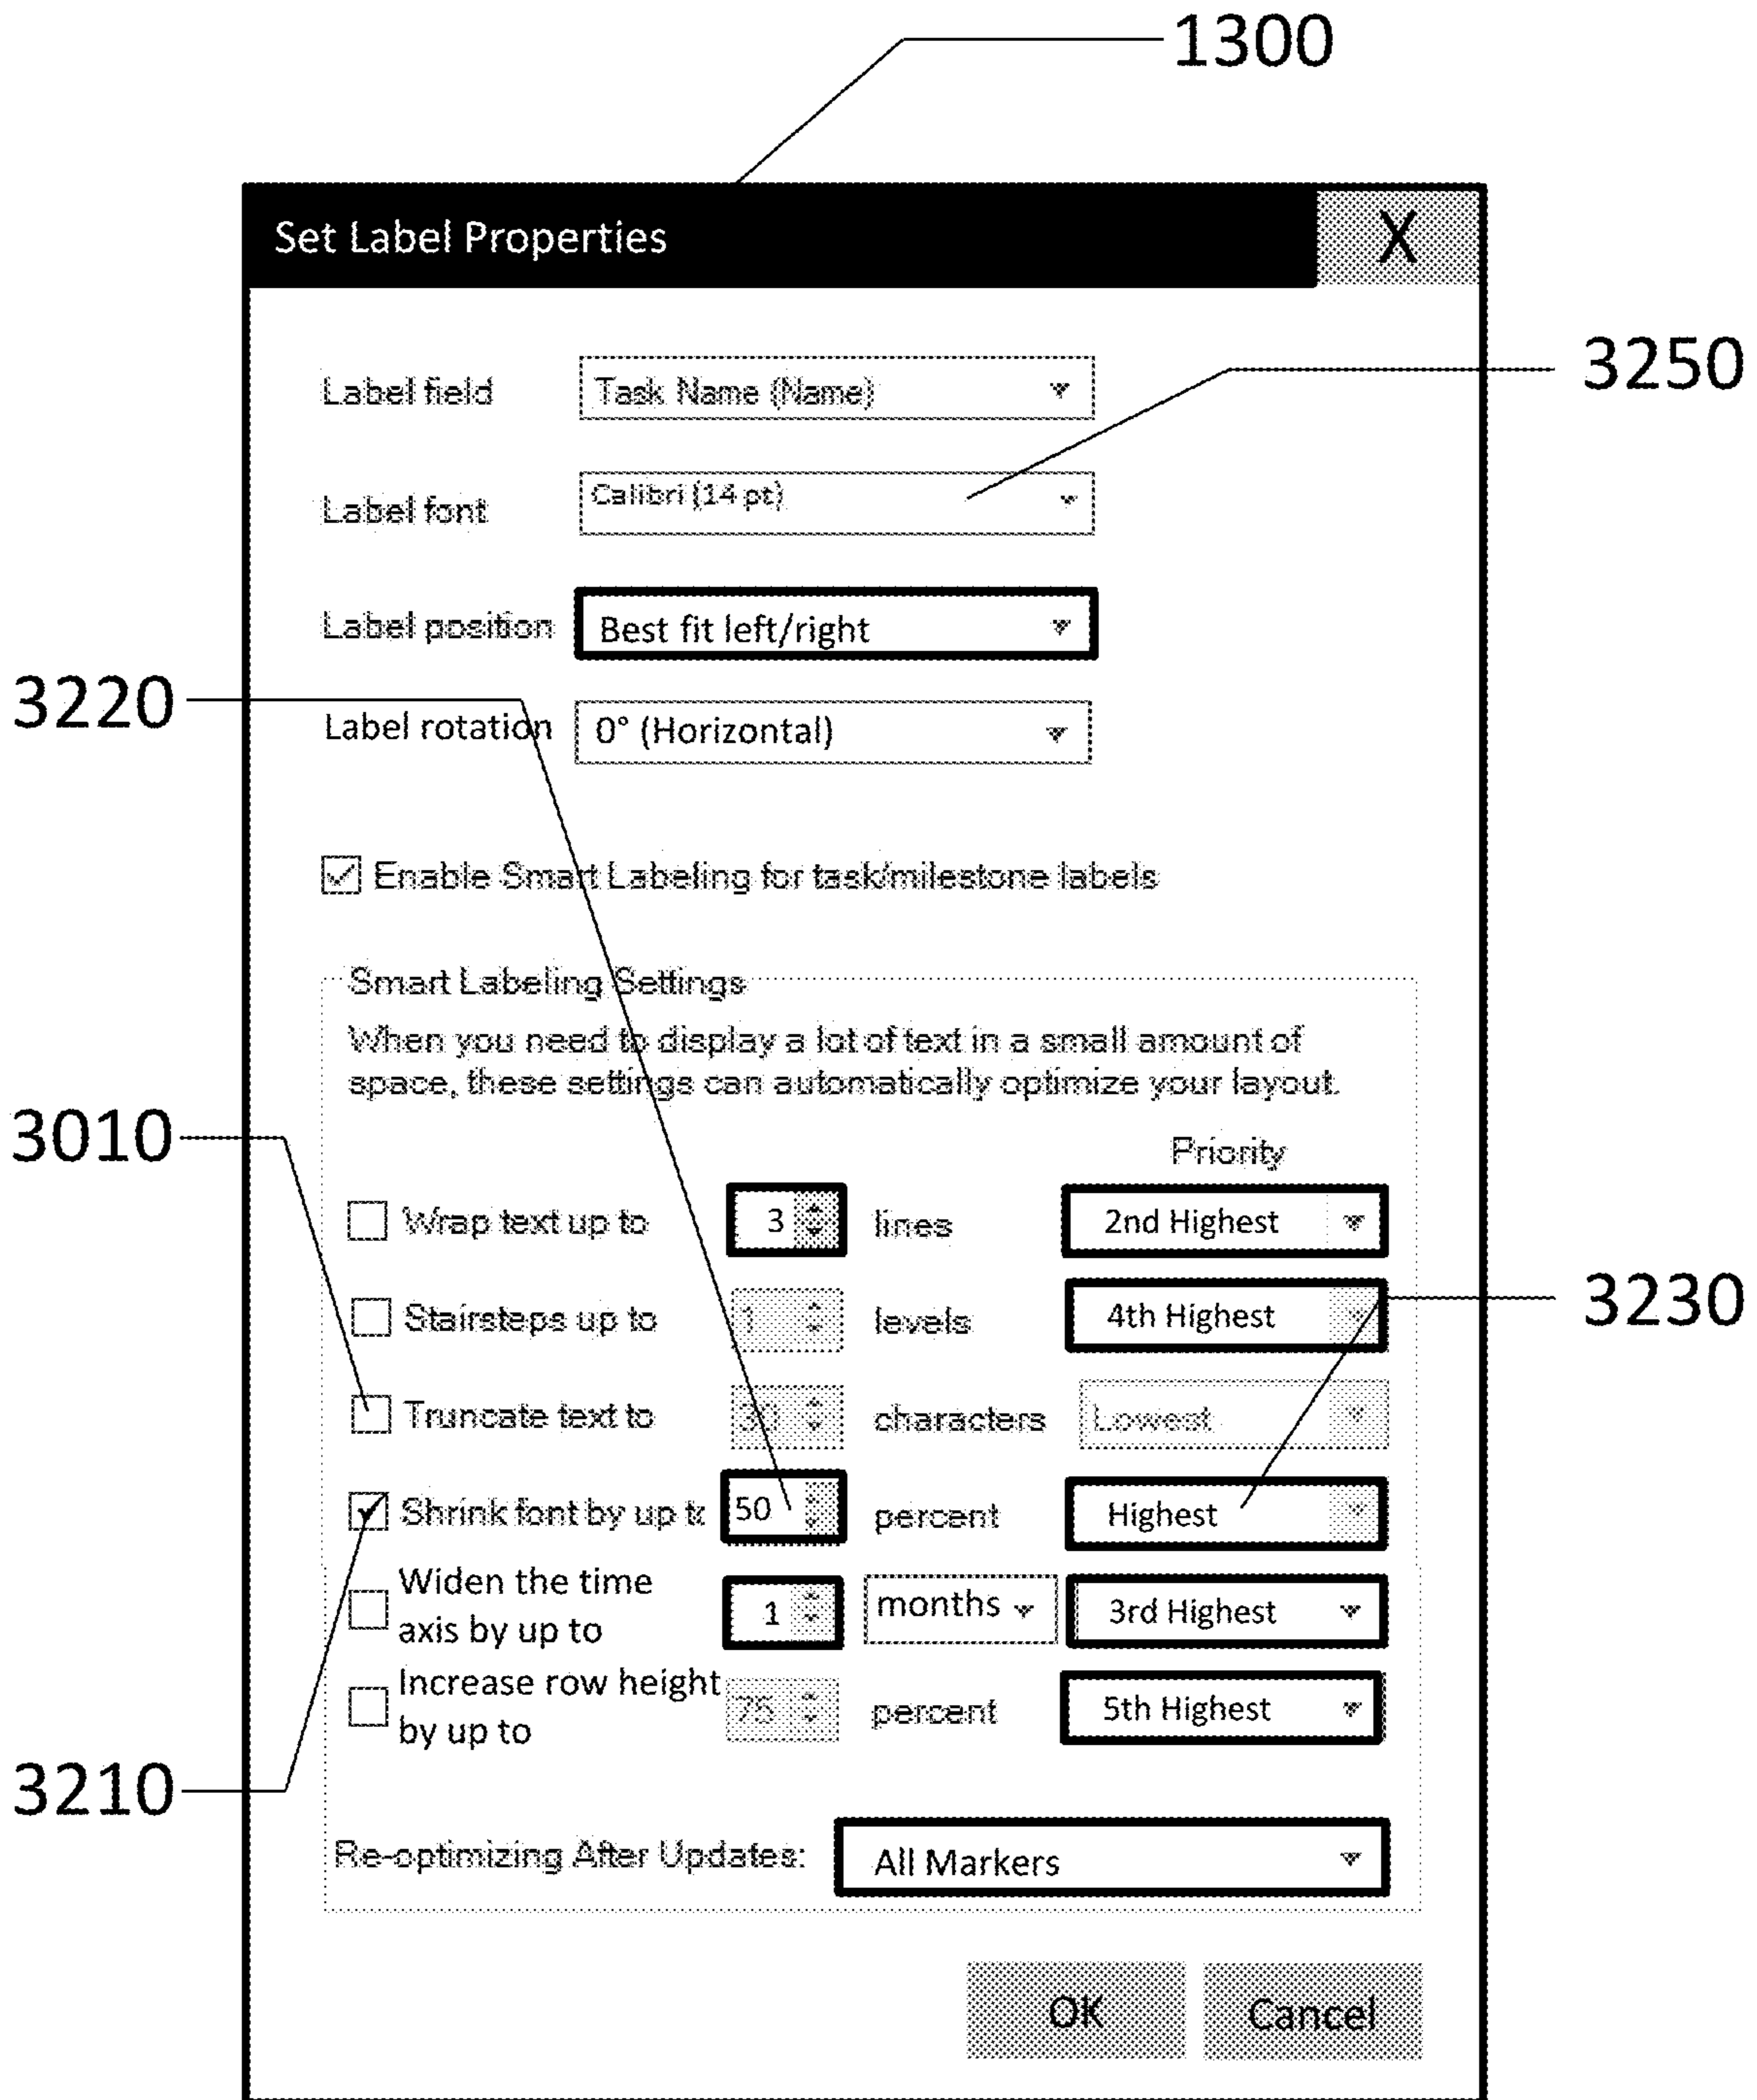 1300
Set Label Properties X
3250
Label field Task Name (Name)
Label font Calibri (14 pt)
Label position Best fit left/right
3220
Label rotation 0° (Horizontal)
Enable Smart Labeling for task/milestone labels
Smart Labeling Settings
When you need to display a lot of text in a small amount of
space, these settings can automatically optimize your layout.
3010
Priority
Wrap text up to 3 lines 2nd Highest
3230
Stairsteps up to 1 levels 4th Highest
Truncate text to 30 characters Lowest
Shrink font by up t 50 percent Highest
Widen the time
axis by up to 1 months 3rd Highest
Increase row height
by up to 75 percent 5th Highest
3210
Re-optimizing After Updates: All Markers
OK Cancel